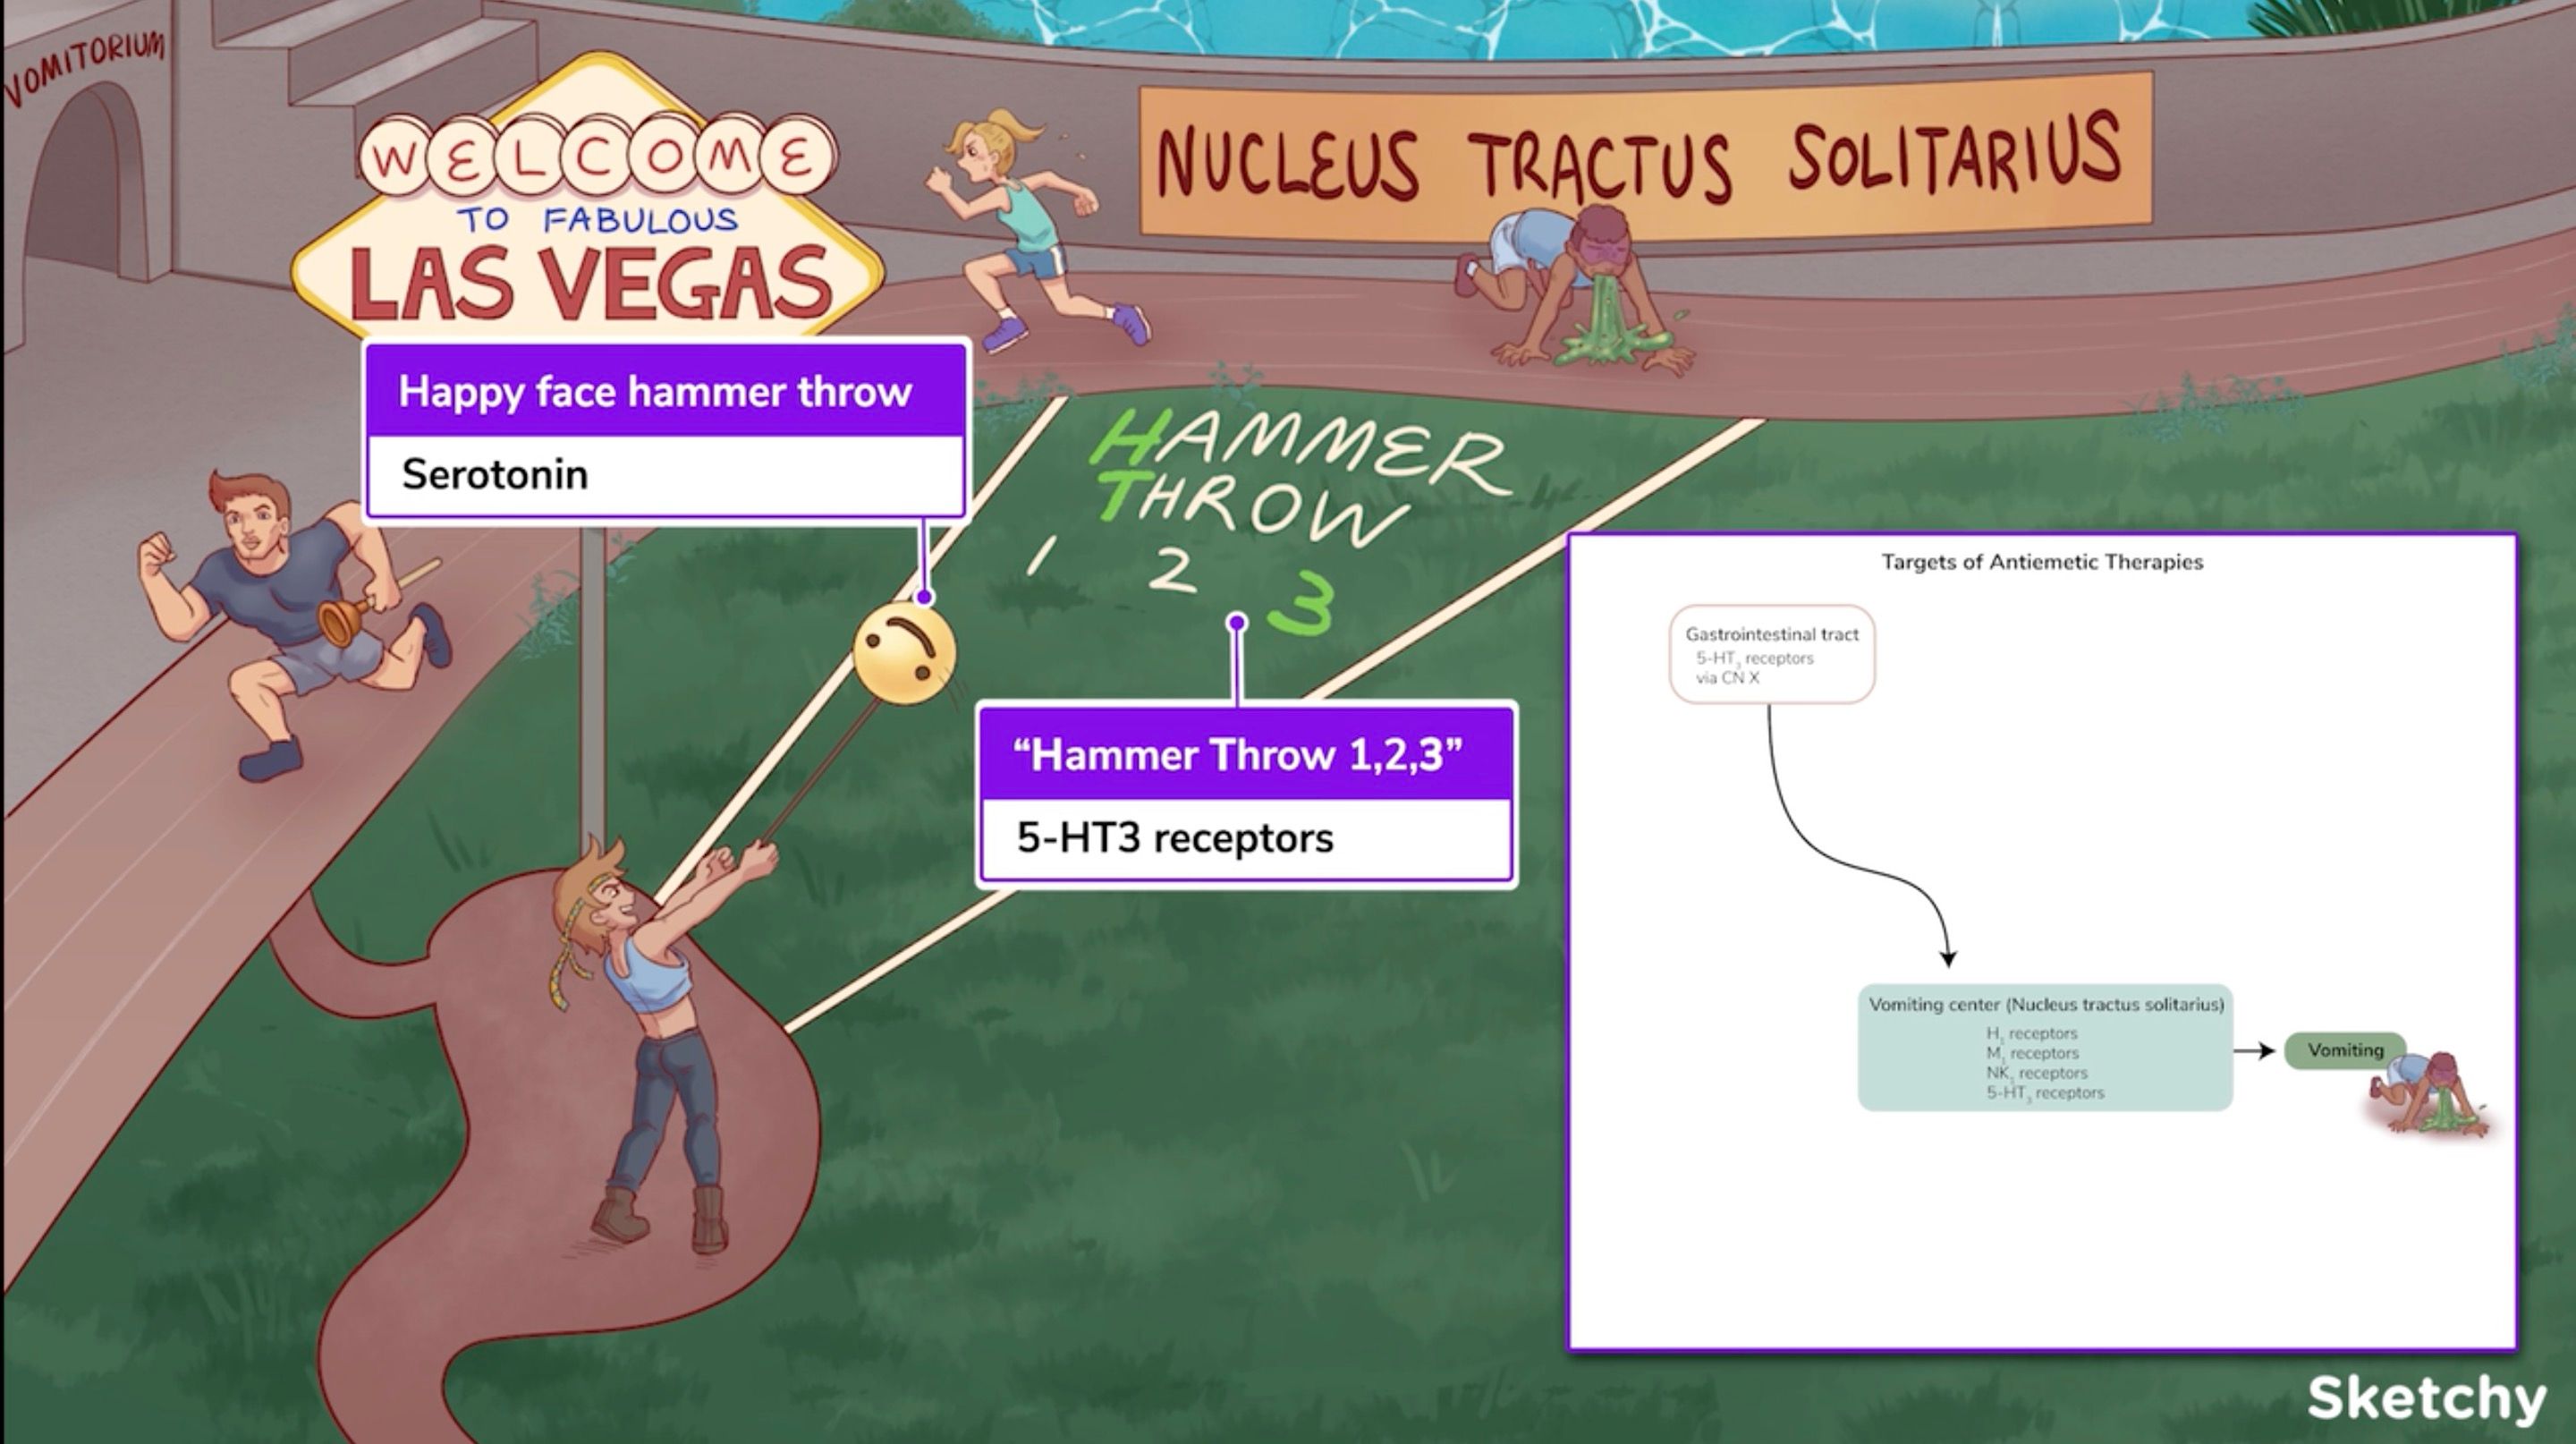 VOMITORIUM
WELCOME
TO FABULOUS
LAS VEGAS
NUCLEUS TRACTUS SOLITARIUS
Happy face hammer throw
Serotonin
HAMMER
THROW
1 2 3
“Hammer Throw 1,2,3”
5-HT3 receptors
Targets of Antiemetic Therapies
Gastrointestinal tract
5-HT₃ receptors
via CN X
Vomiting center (Nucleus tractus solitarius)
H₁ receptors
M₁ receptors
NK₁ receptors
5-HT₃ receptors
Vomiting
Sketchy